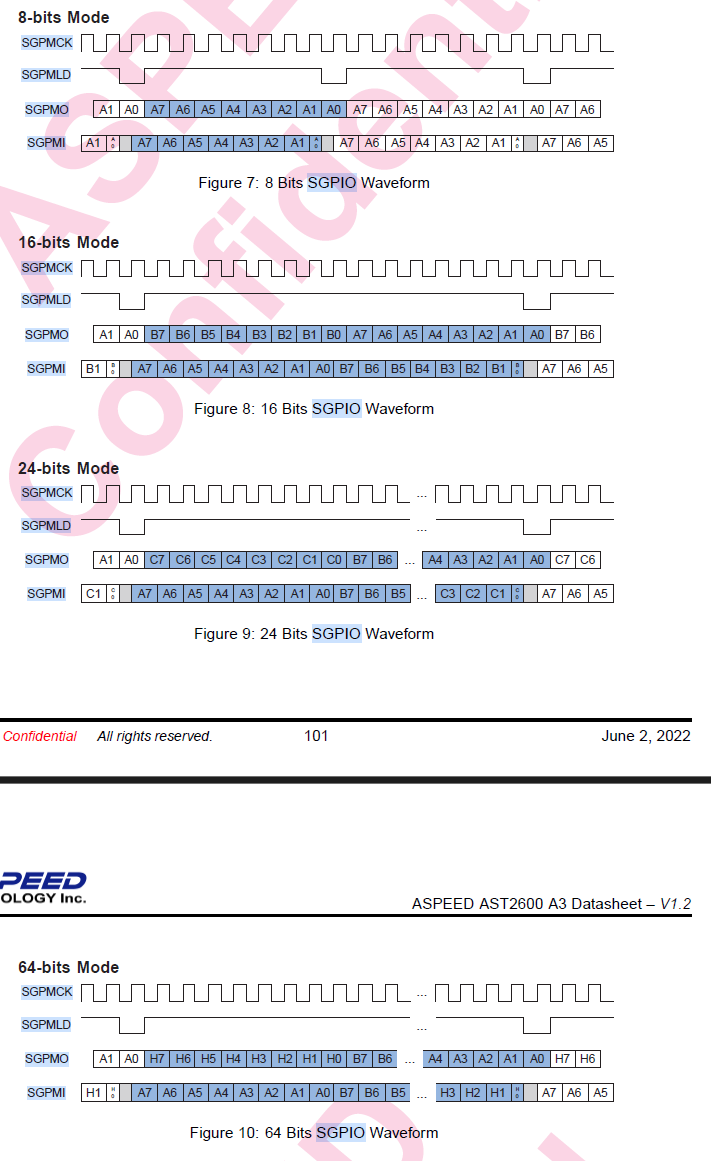 8-bits Mode
SGPMCK
SGPMLD
SGPMO A1 A0 A7 A6 A5 A4 A3 A2 A1 A0 A7 A6 A5 A4 A3 A2 A1 A0 A7 A6
SGPMI A1 A0 A7 A6 A5 A4 A3 A2 A1 A0 A7 A6 A5 A4 A3 A2 A1 A0 A7 A6 A5
Figure 7: 8 Bits SGPIO Waveform
16-bits Mode
SGPMCK
SGPMLD
SGPMO A1 A0 B7 B6 B5 B4 B3 B2 B1 B0 A7 A6 A5 A4 A3 A2 A1 A0 B7 B6
SGPMI B1 B0 A7 A6 A5 A4 A3 A2 A1 A0 B7 B6 B5 B4 B3 B2 B1 B0 A7 A6 A5
Figure 8: 16 Bits SGPIO Waveform
24-bits Mode
SGPMCK ...
SGPMLD ...
SGPMO A1 A0 C7 C6 C5 C4 C3 C2 C1 C0 B7 B6 ... A4 A3 A2 A1 A0 C7 C6
SGPMI C1 C0 A7 A6 A5 A4 A3 A2 A1 A0 B7 B6 B5 ... C3 C2 C1 C0 A7 A6 A5
Figure 9: 24 Bits SGPIO Waveform
Confidential All rights reserved. 101 June 2, 2022
PEED
OLOGY Inc.
ASPEED AST2600 A3 Datasheet – V1.2
64-bits Mode
SGPMCK ...
SGPMLD ...
SGPMO A1 A0 H7 H6 H5 H4 H3 H2 H1 H0 B7 B6 ... A4 A3 A2 A1 A0 H7 H6
SGPMI H1 H0 A7 A6 A5 A4 A3 A2 A1 A0 B7 B6 B5 ... H3 H2 H1 H0 A7 A6 A5
Figure 10: 64 Bits SGPIO Waveform
ASPE
Confidenti